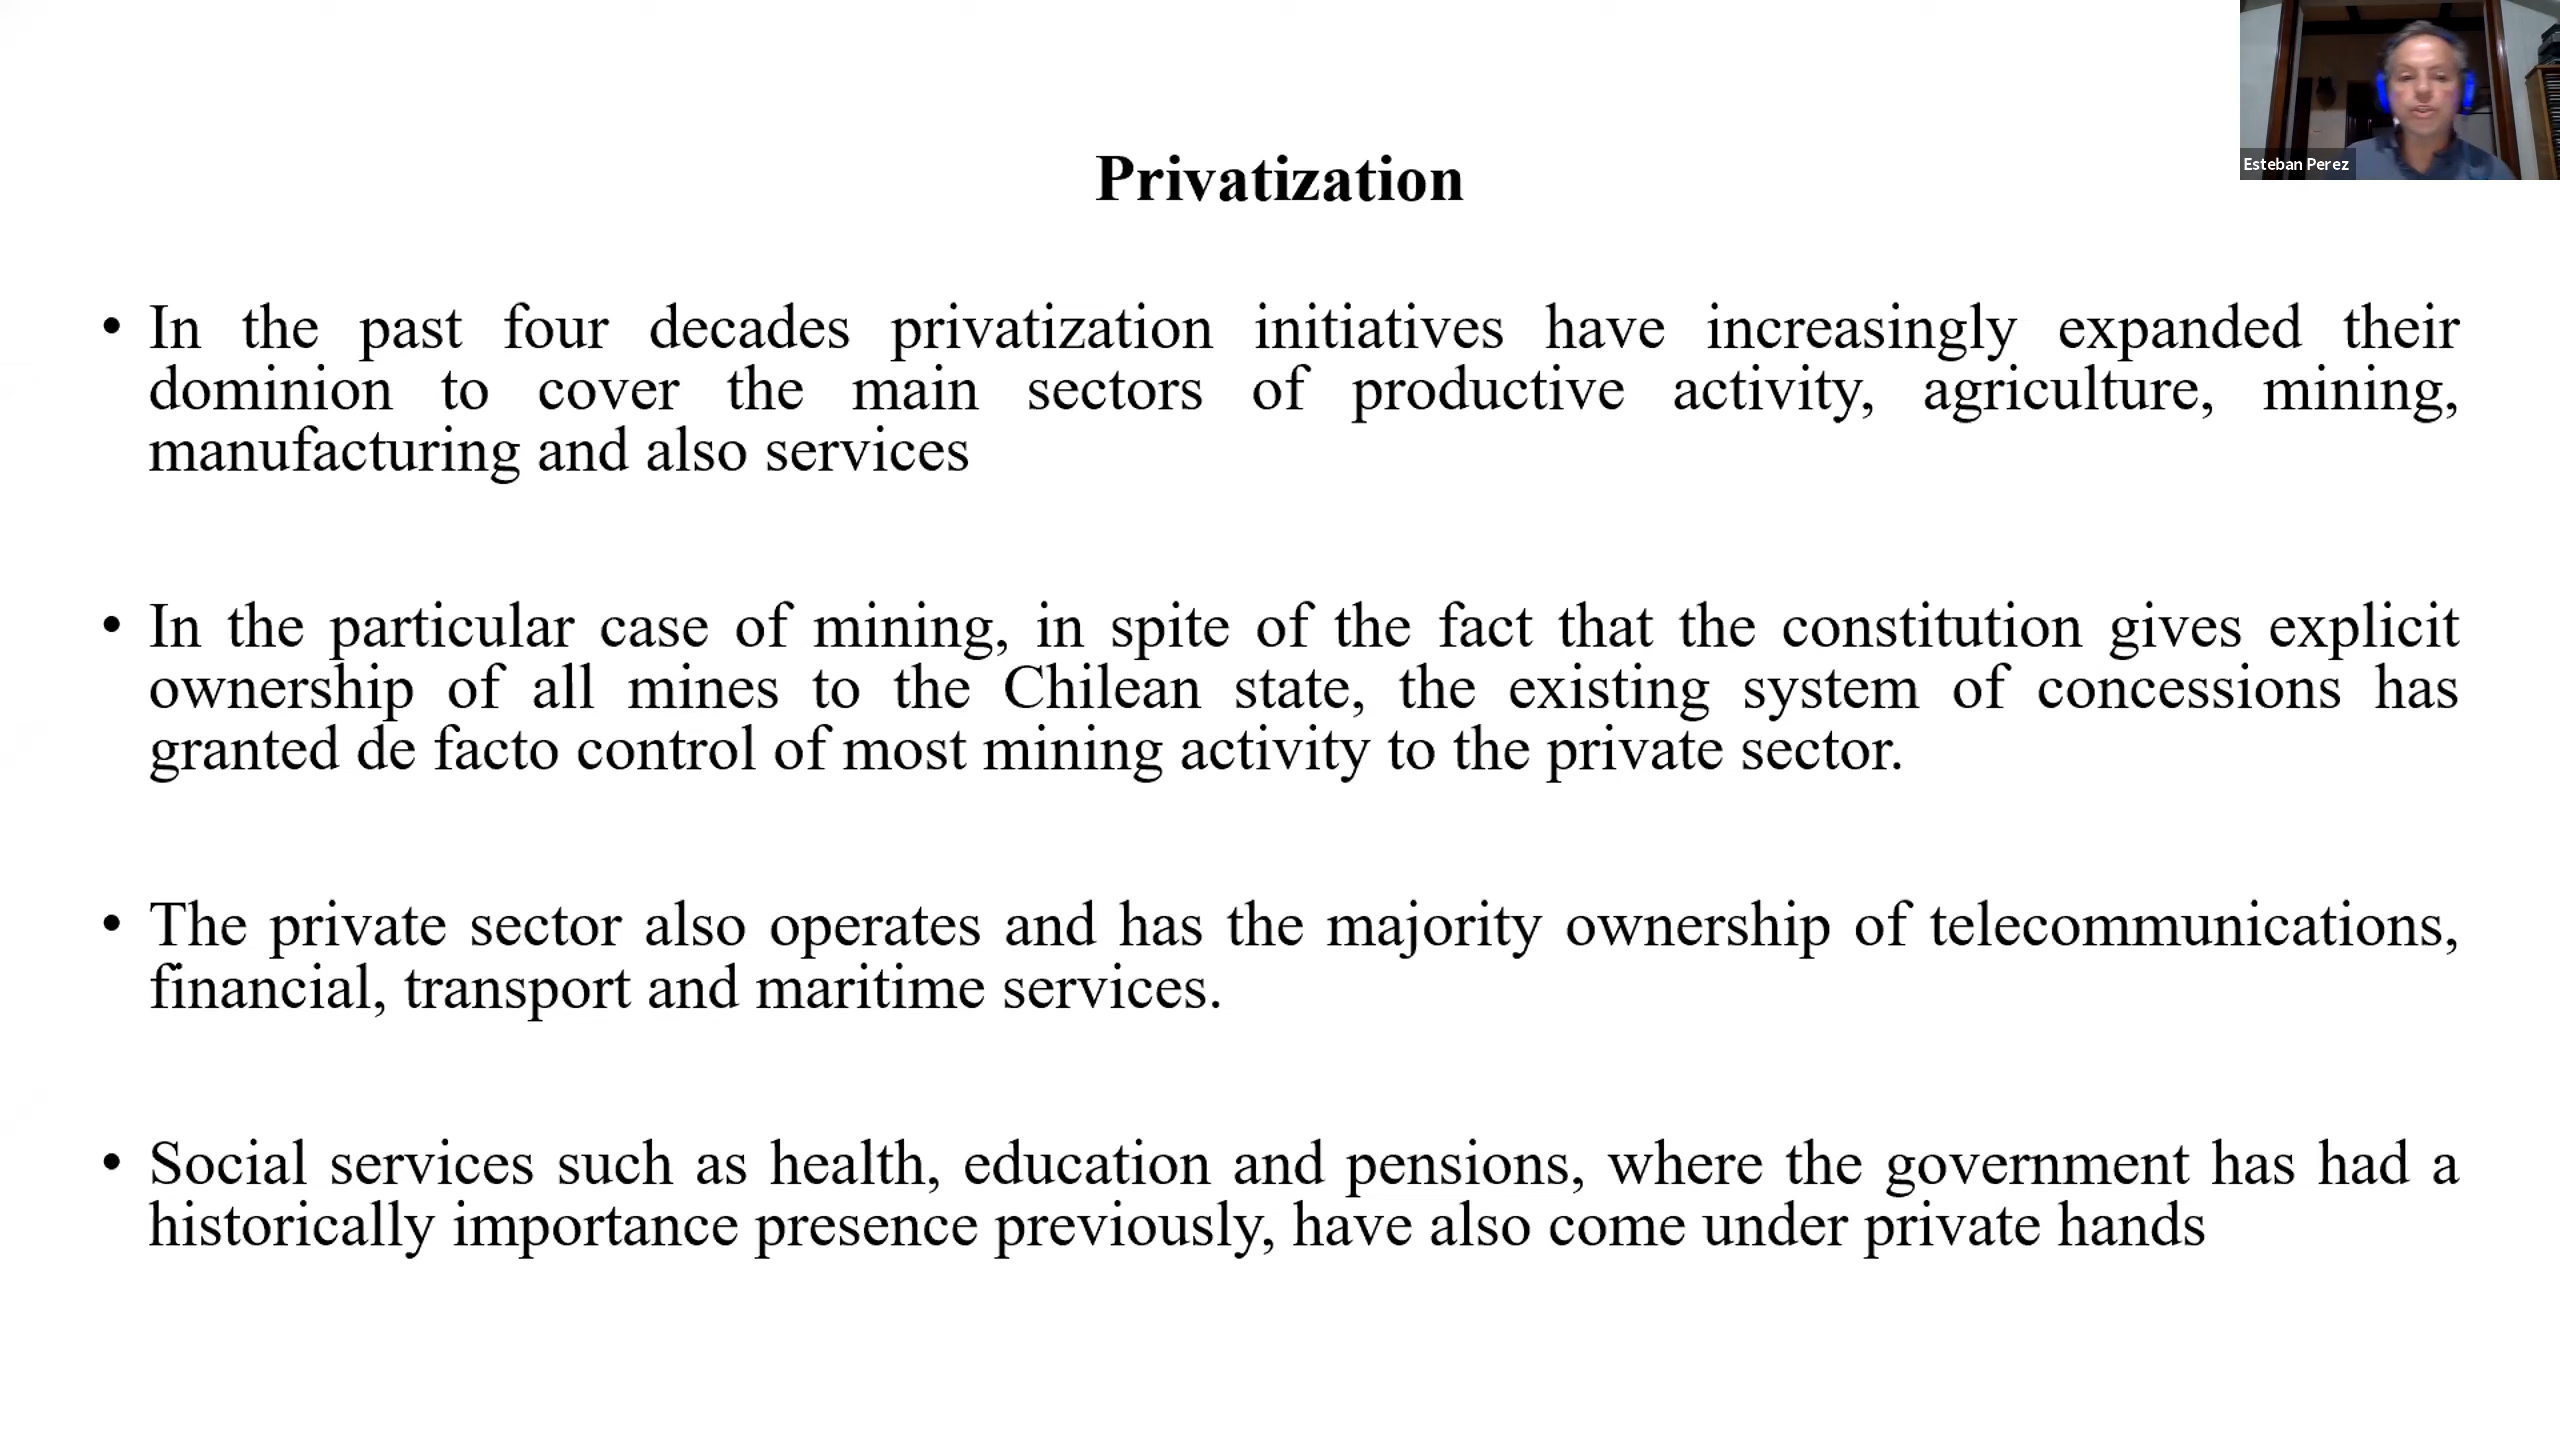 Esteban Perez
Privatization
• In the past four decades privatization initiatives have increasingly expanded their
dominion to cover the main sectors of productive activity, agriculture, mining,
manufacturing and also services
• In the particular case of mining, in spite of the fact that the constitution gives explicit
ownership of all mines to the Chilean state, the existing system of concessions has
granted de facto control of most mining activity to the private sector.
• The private sector also operates and has the majority ownership of telecommunications,
financial, transport and maritime services.
• Social services such as health, education and pensions, where the government has had a
historically importance presence previously, have also come under private hands